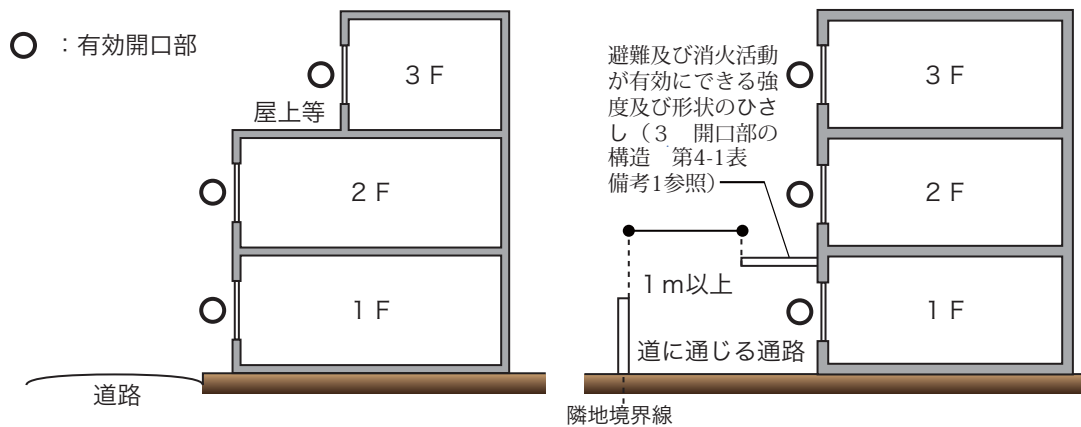 ○ ：有効開口部
3F
屋上等
2F
1F
道路
避難及び消火活動
が有効にできる強
度及び形状のひさ
し（3　開口部の
構造　第4-1表
備考1参照）
3F
2F
1m以上
1F
道に通じる通路
隣地境界線